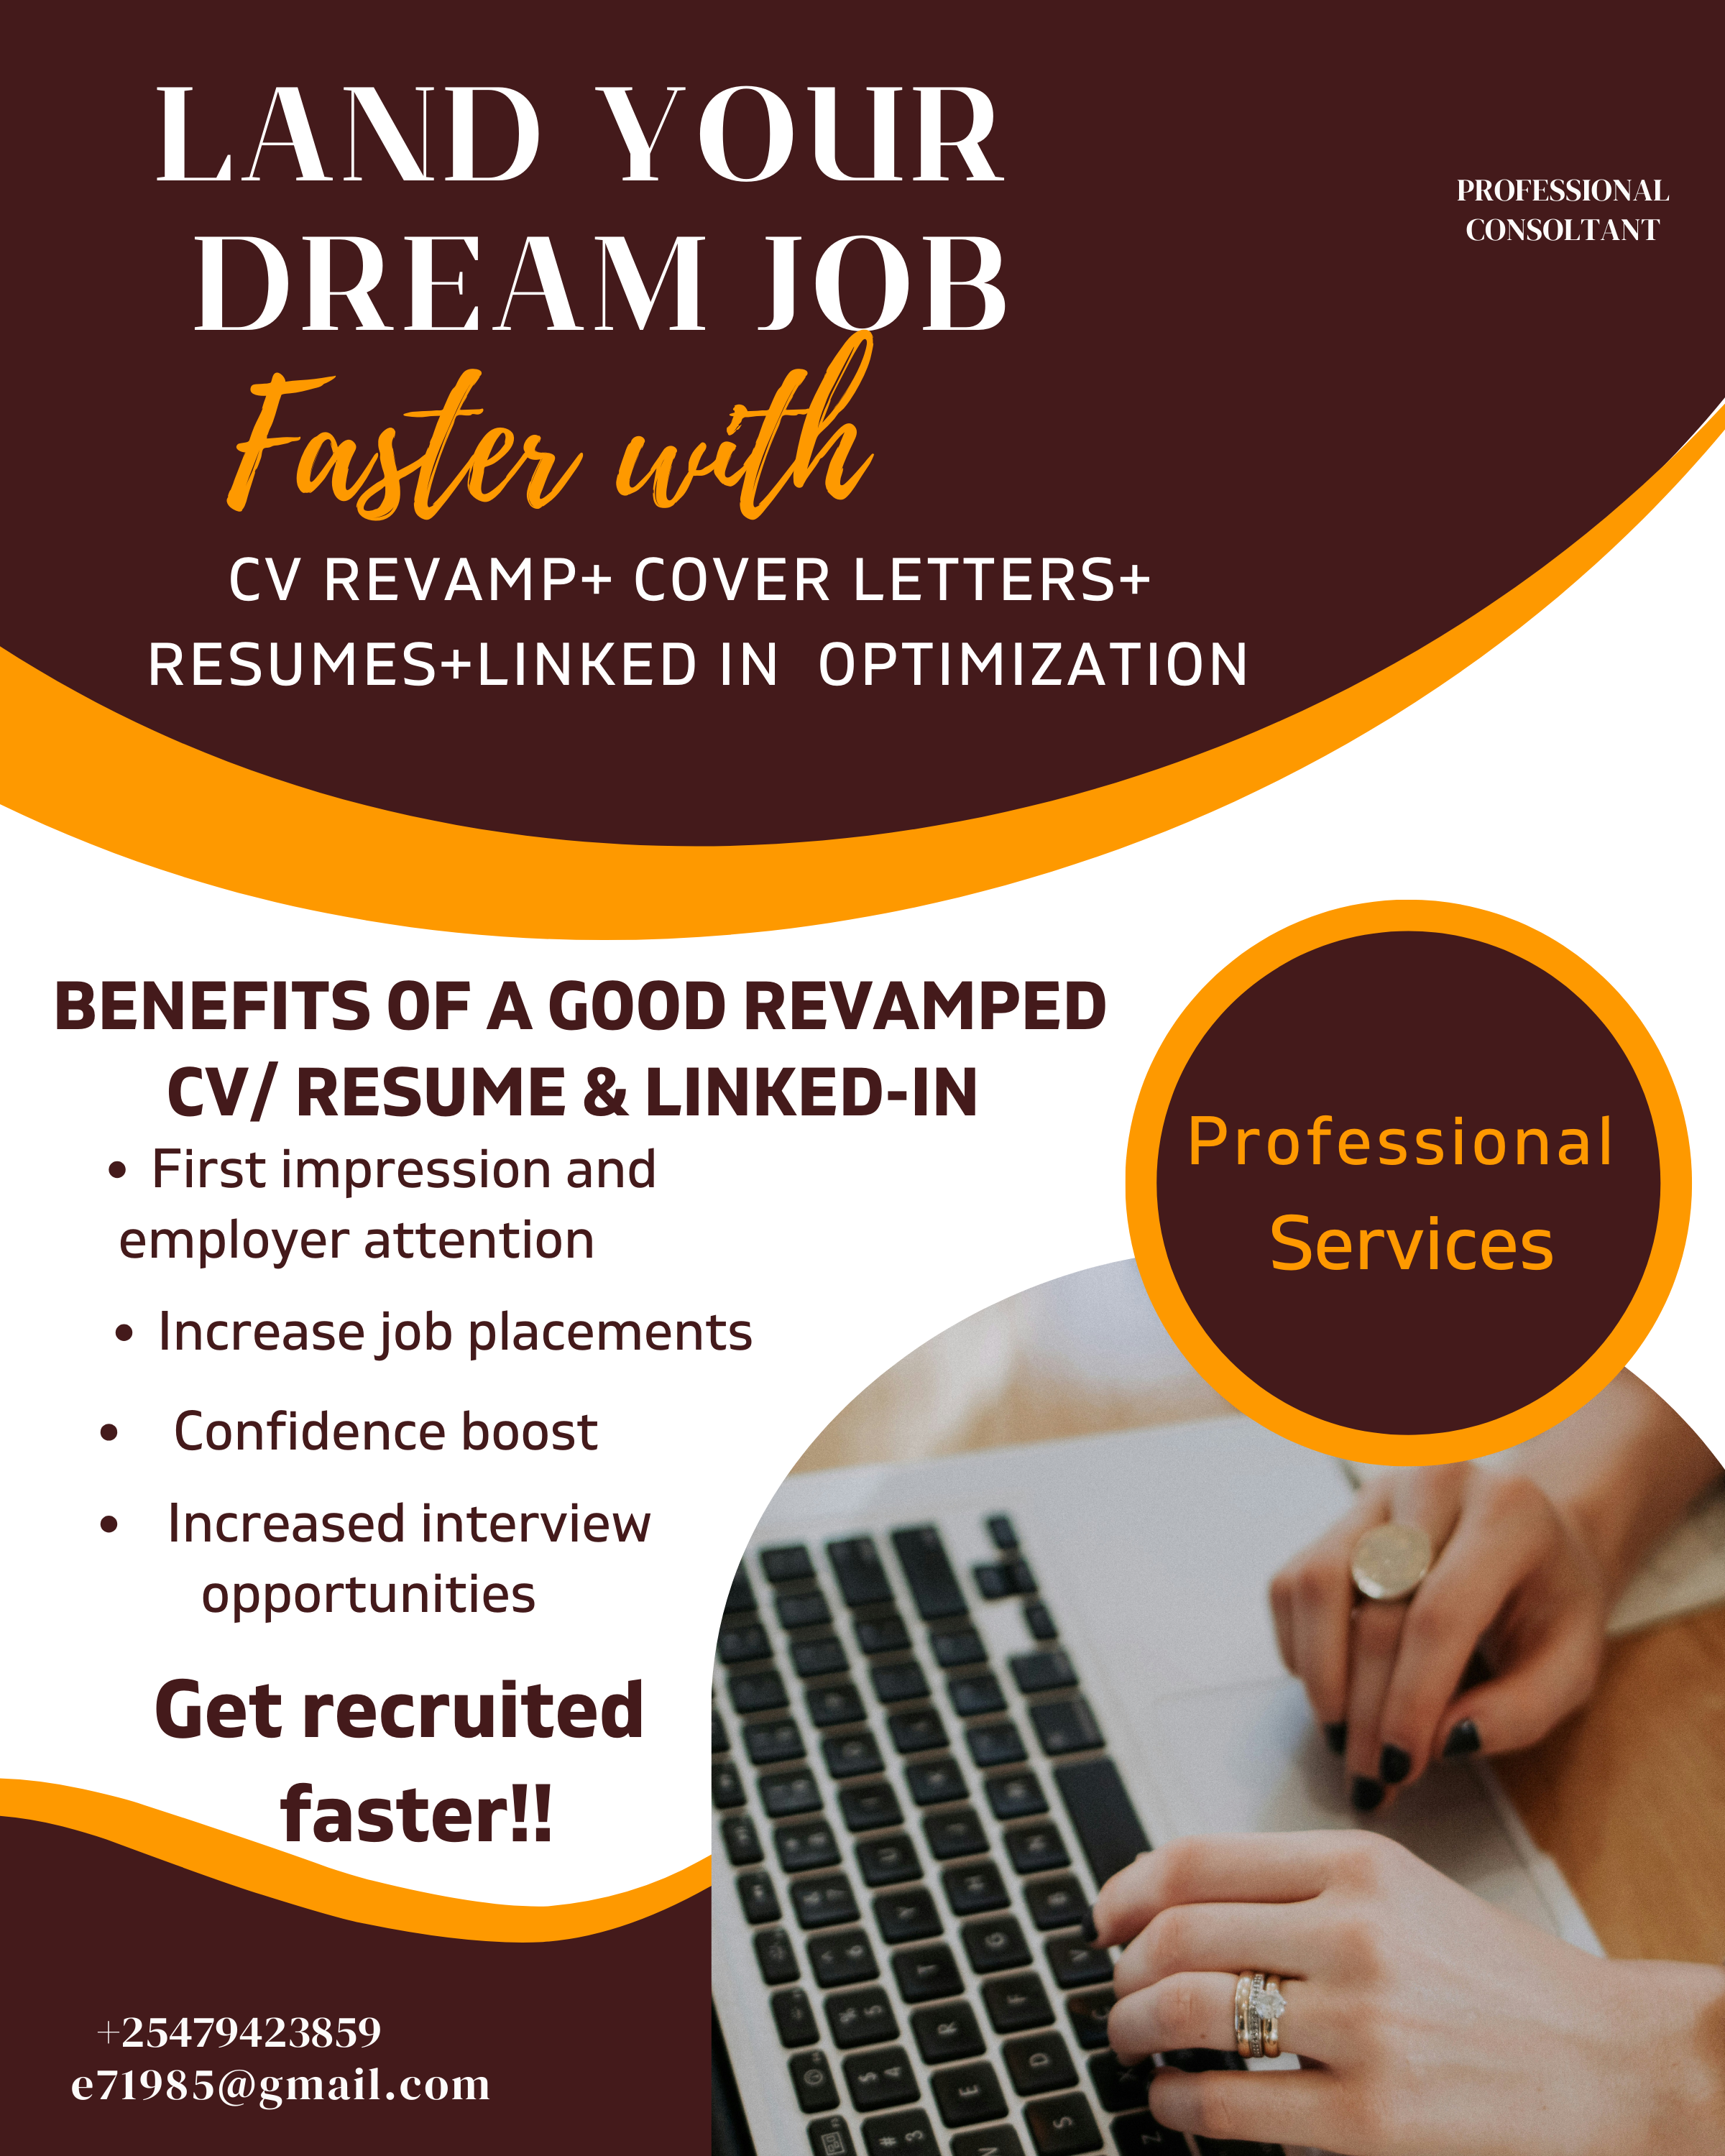 LAND YOUR
DREAM JOB
PROFESSIONAL
CONSOLTANT
Faster with
CV REVAMP+ COVER LETTERS+
RESUMES+LINKED IN OPTIMIZATION
BENEFITS OF A GOOD REVAMPED
CV/ RESUME & LINKED-IN
• First impression and
employer attention
• Increase job placements
• Confidence boost
• Increased interview
opportunities
Professional
Services
Get recruited
faster!!
+25479423859
e71985@gmail.com